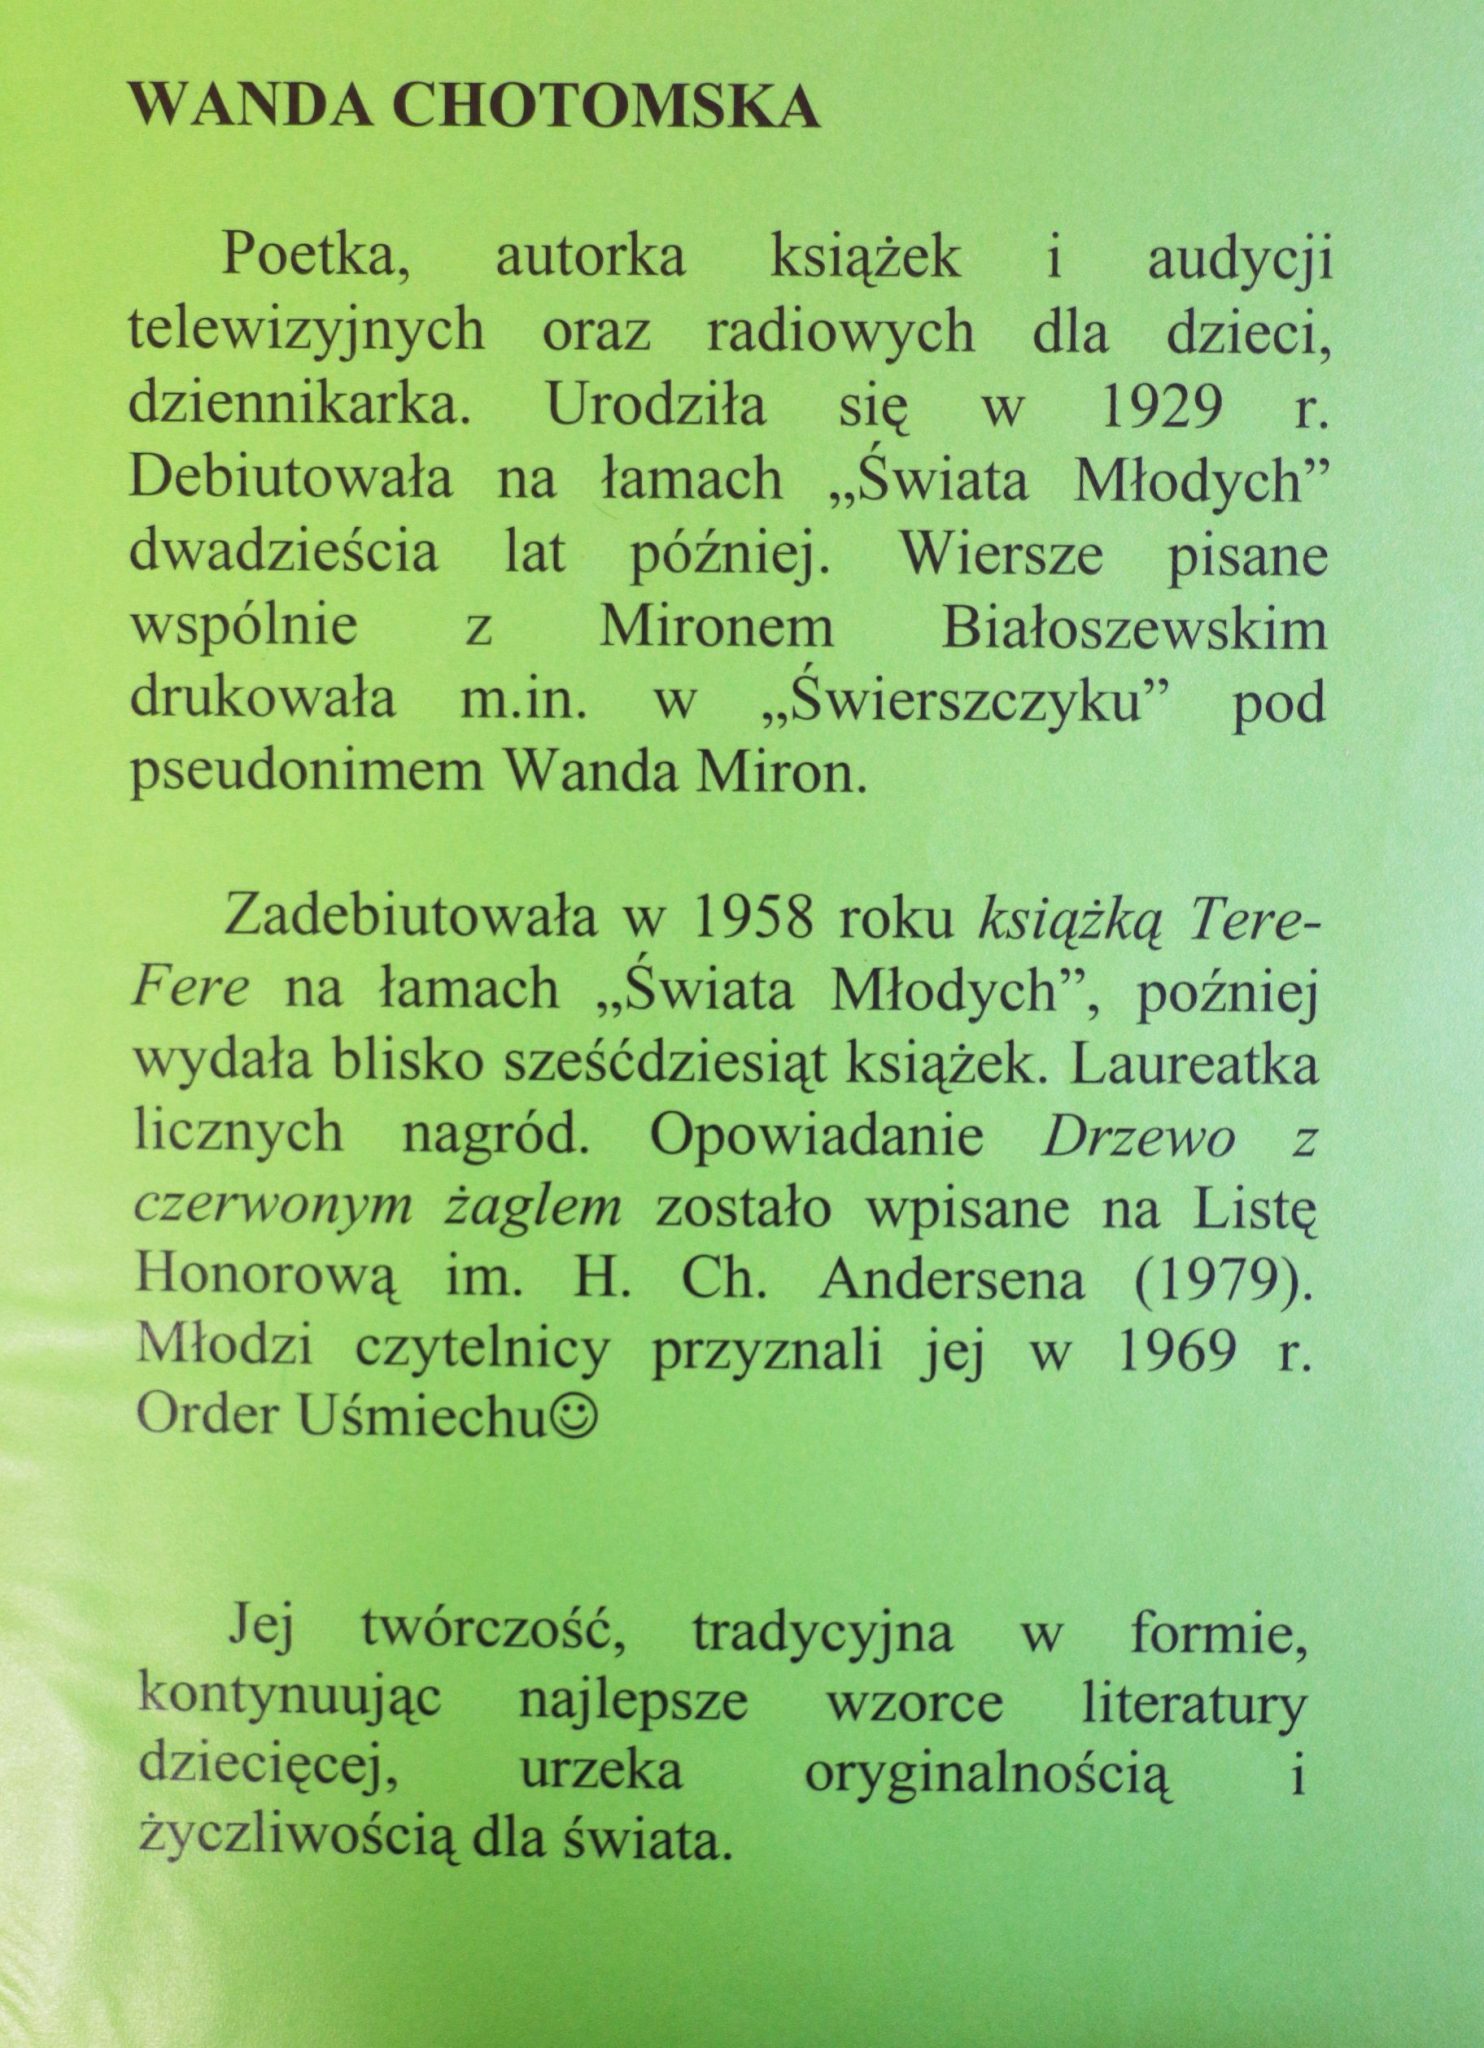 WANDA CHOTOMSKA
Poetka, autorka książek i audycji
telewizyjnych oraz radiowych dla dzieci,
dziennikarka. Urodziła się w 1929 r.
Debiutowała na łamach „Świata Młodych”
dwadzieścia lat później. Wiersze pisane
wspólnie z Mironem Białoszewskim
drukowała m.in. w „Świerszczyku” pod
pseudonimem Wanda Miron.
Zadebiutowała w 1958 roku książką Tere-
Fere na łamach „Świata Młodych”, poźniej
wydała blisko sześćdziesiąt książek. Laureatka
licznych nagród. Opowiadanie Drzewo z
czerwonym żaglem zostało wpisane na Listę
Honorową im. H. Ch. Andersena (1979).
Młodzi czytelnicy przyznali jej w 1969 r.
Order Uśmiechu☺
Jej twórczość, tradycyjna w formie,
kontynuując najlepsze wzorce literatury
dziecięcej, urzeka oryginalnością i
życzliwością dla świata.